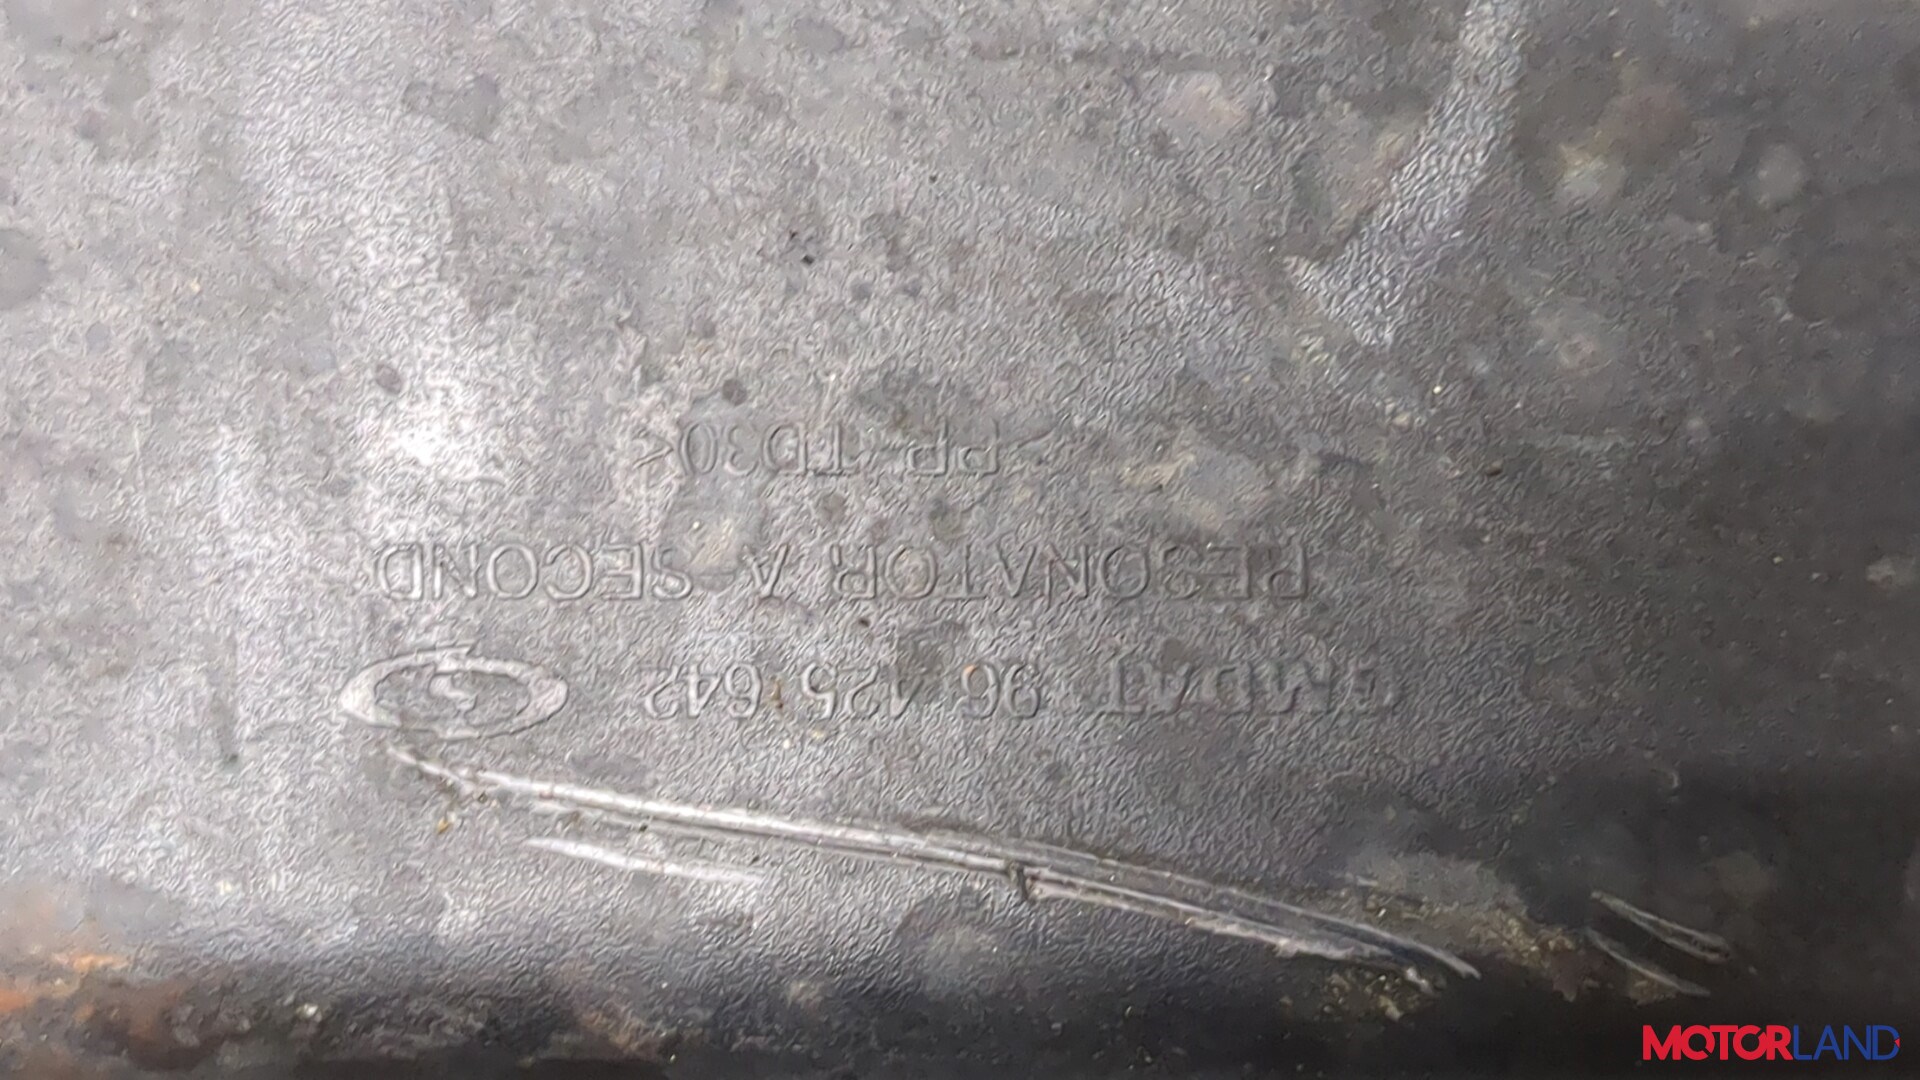 GMDAT 96 425 642 S
RESONATOR A-SECOND
>PP-TD30<
MOTORLAND